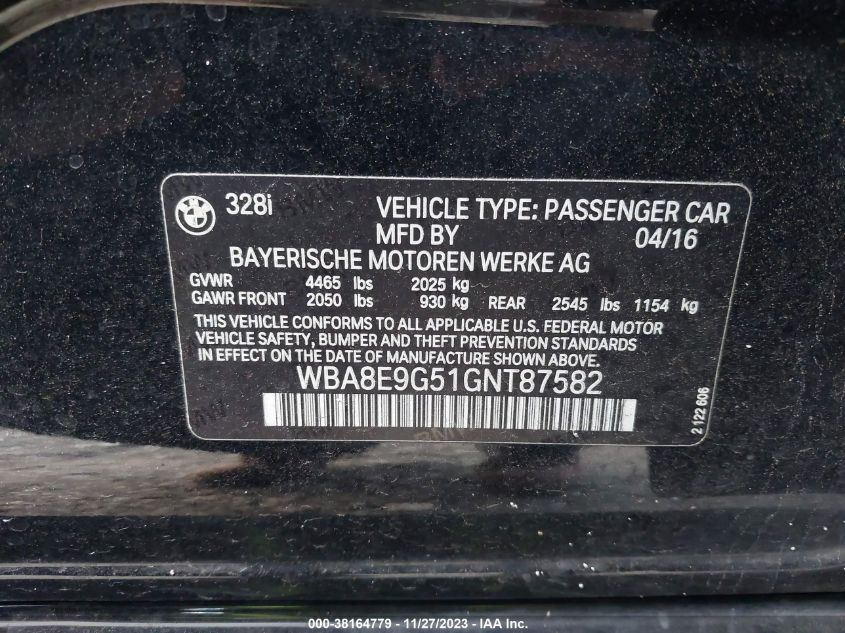 328i VEHICLE TYPE: PASSENGER CAR
MFD BY 04/16
BAYERISCHE MOTOREN WERKE AG
GVWR 4465 lbs 2025 kg
GAWR FRONT 2050 lbs 930 kg REAR 2545 lbs 1154 kg
THIS VEHICLE CONFORMS TO ALL APPLICABLE U.S. FEDERAL MOTOR
VEHICLE SAFETY, BUMPER AND THEFT PREVENTION STANDARDS
IN EFFECT ON THE DATE OF MANUFACTURE SHOWN ABOVE.
WBA8E9G51GNT87582
2 122 606
000-38164779 - 11/27/2023 - IAA Inc.